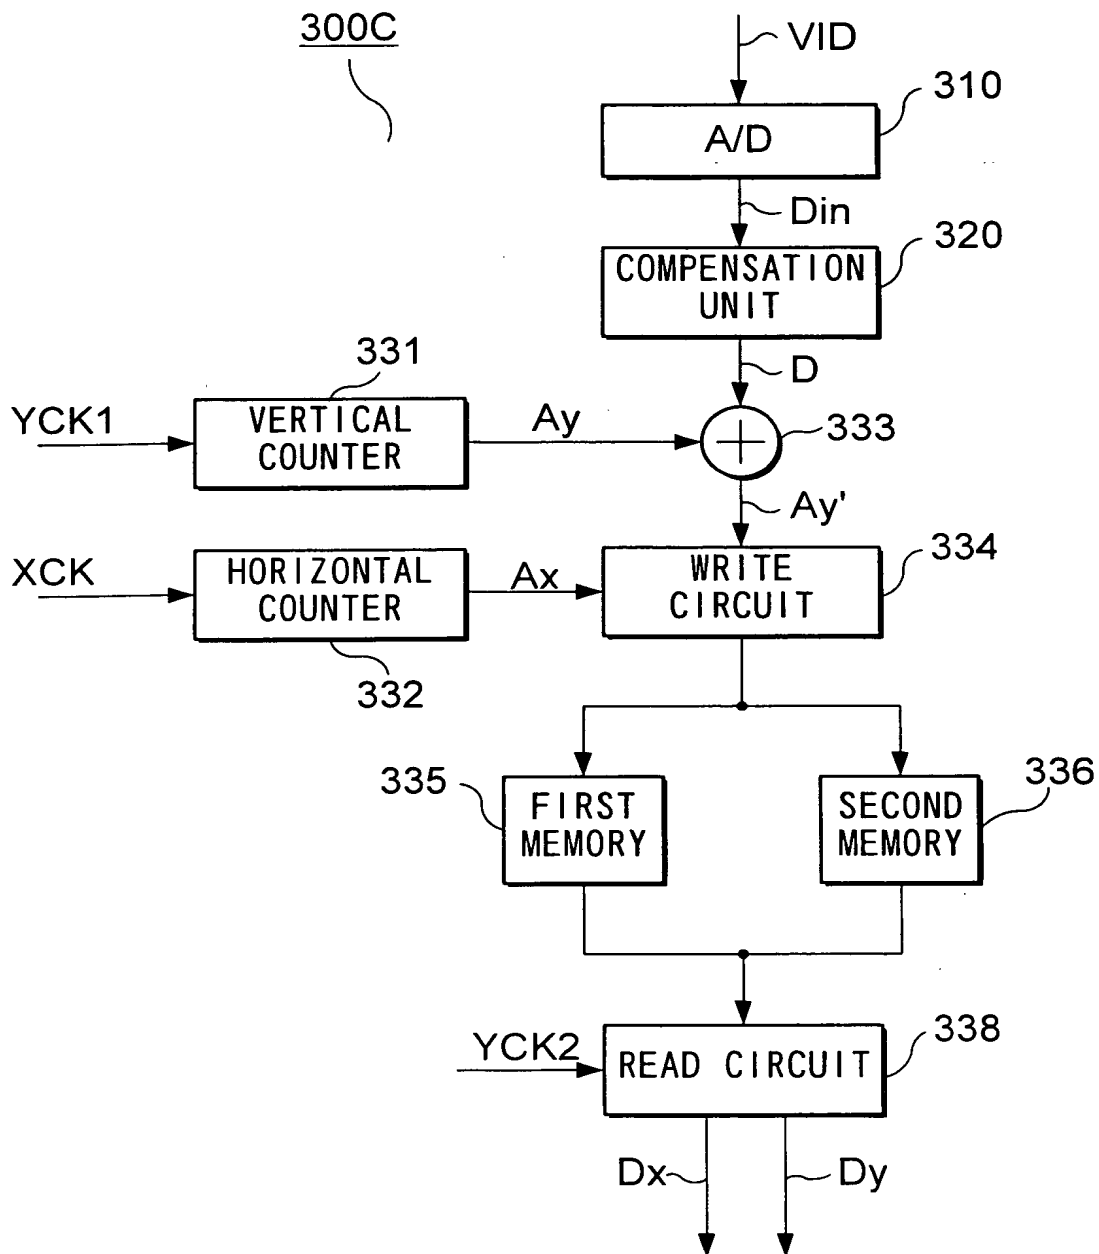 300C
VID
310
A/D
Din
320
COMPENSATION
UNIT
331
D
YCK1
VERTICAL
COUNTER
Ay
333
Ay'
334
XCK
HORIZONTAL
COUNTER
Ax
WRITE
CIRCUIT
332
335
336
FIRST
MEMORY
SECOND
MEMORY
338
YCK2
READ CIRCUIT
Dx
Dy